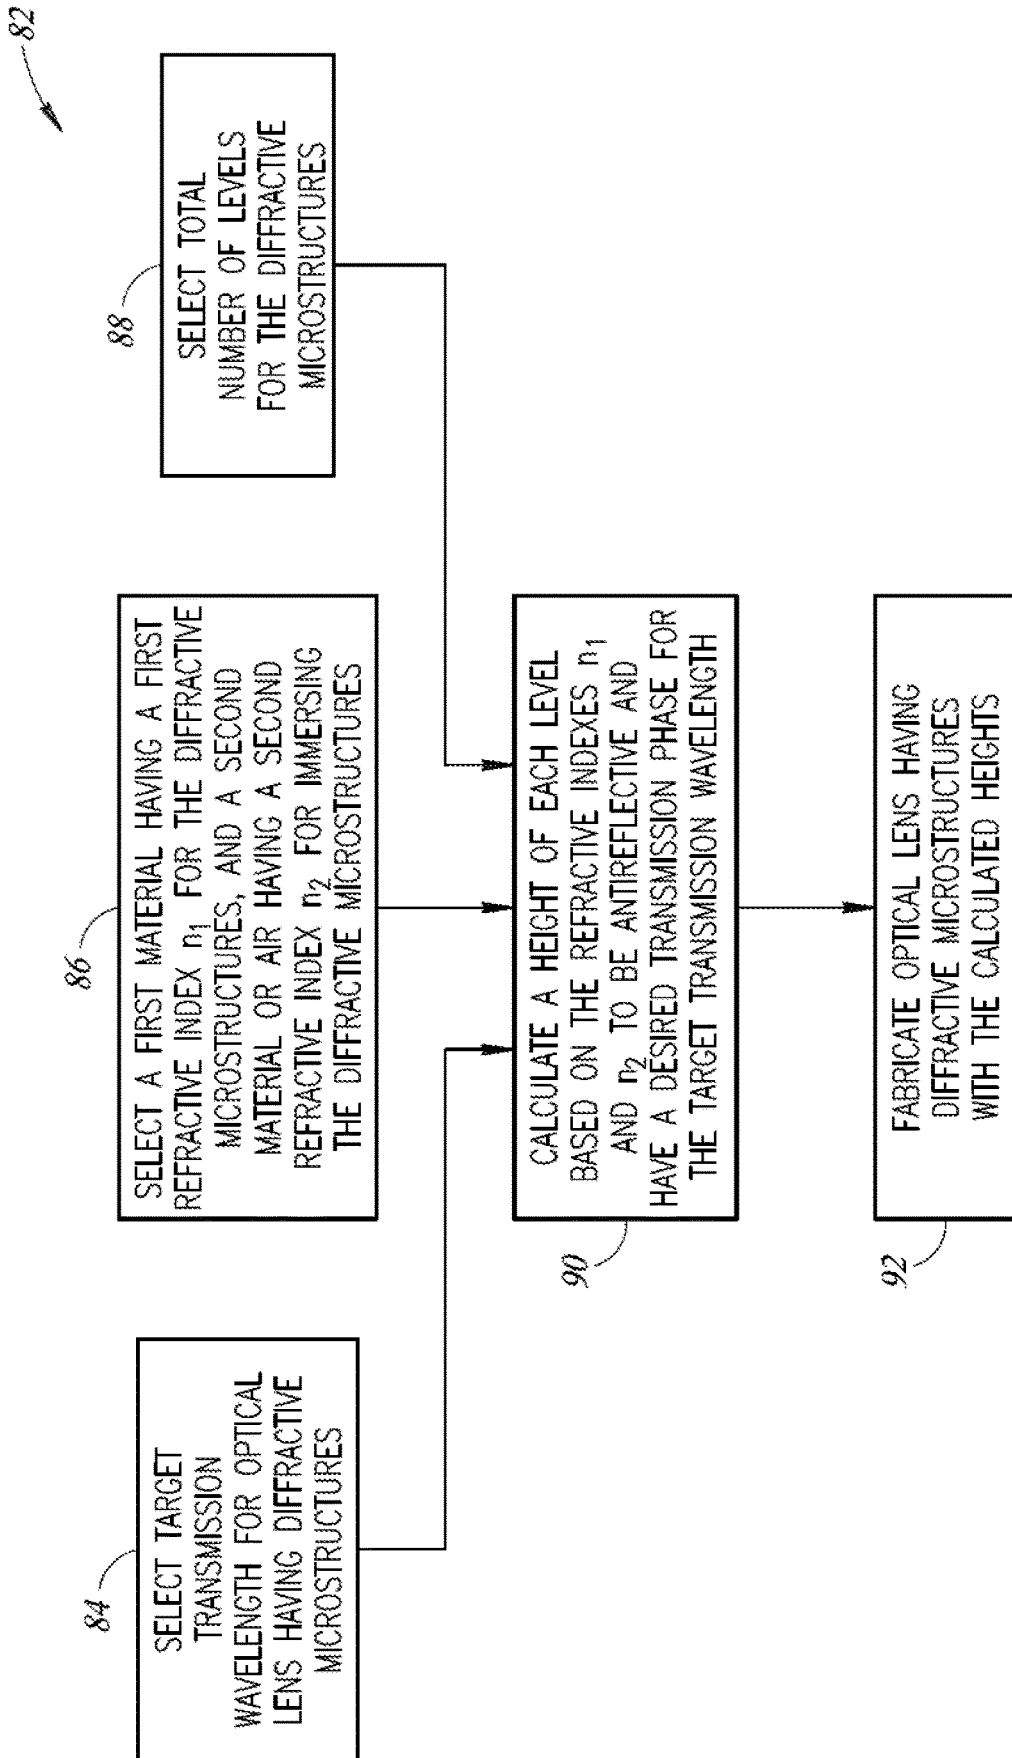 82
84
SELECT TARGET
TRANSMISSION
WAVELENGTH FOR OPTICAL
LENS HAVING DIFFRACTIVE
MICROSTRUCTURES
86
SELECT A FIRST MATERIAL HAVING A FIRST
REFRACTIVE INDEX n₁ FOR THE DIFFRACTIVE
MICROSTRUCTURES, AND A SECOND
MATERIAL OR AIR HAVING A SECOND
REFRACTIVE INDEX n₂ FOR IMMERSING
THE DIFFRACTIVE MICROSTRUCTURES
88
SELECT TOTAL
NUMBER OF LEVELS
FOR THE DIFFRACTIVE
MICROSTRUCTURES
90
CALCULATE A HEIGHT OF EACH LEVEL
BASED ON THE REFRACTIVE INDEXES n₁
AND n₂ TO BE ANTIREFLECTIVE AND
HAVE A DESIRED TRANSMISSION PHASE FOR
THE TARGET TRANSMISSION WAVELENGTH
92
FABRICATE OPTICAL LENS HAVING
DIFFRACTIVE MICROSTRUCTURES
WITH THE CALCULATED HEIGHTS